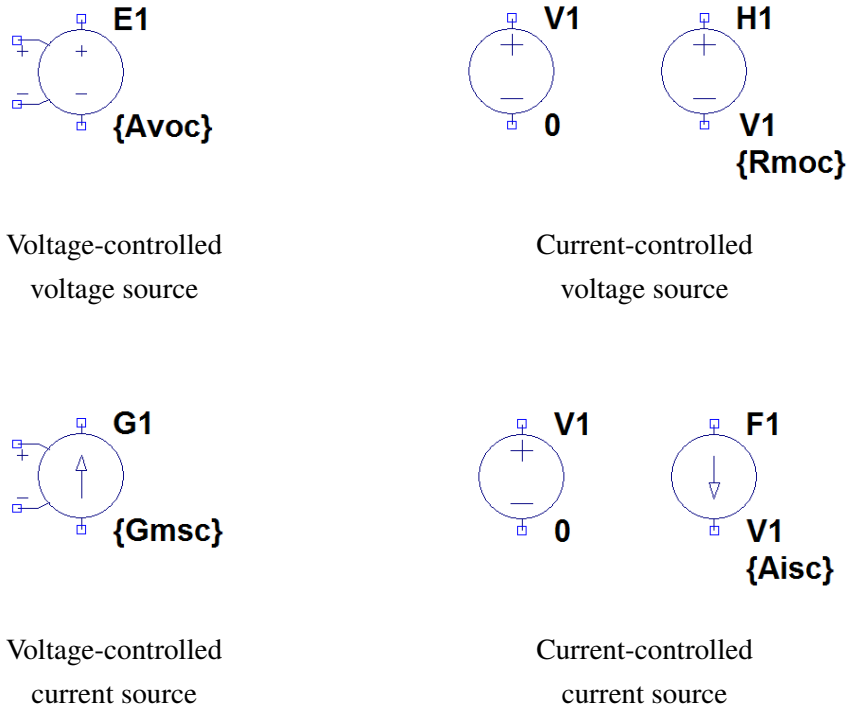 E1
{Avoc}
V1
0
H1
V1
{Rmoc}
Voltage-controlled
voltage source
Current-controlled
voltage source
G1
{Gmsc}
V1
0
F1
V1
{Aisc}
Voltage-controlled
current source
Current-controlled
current source